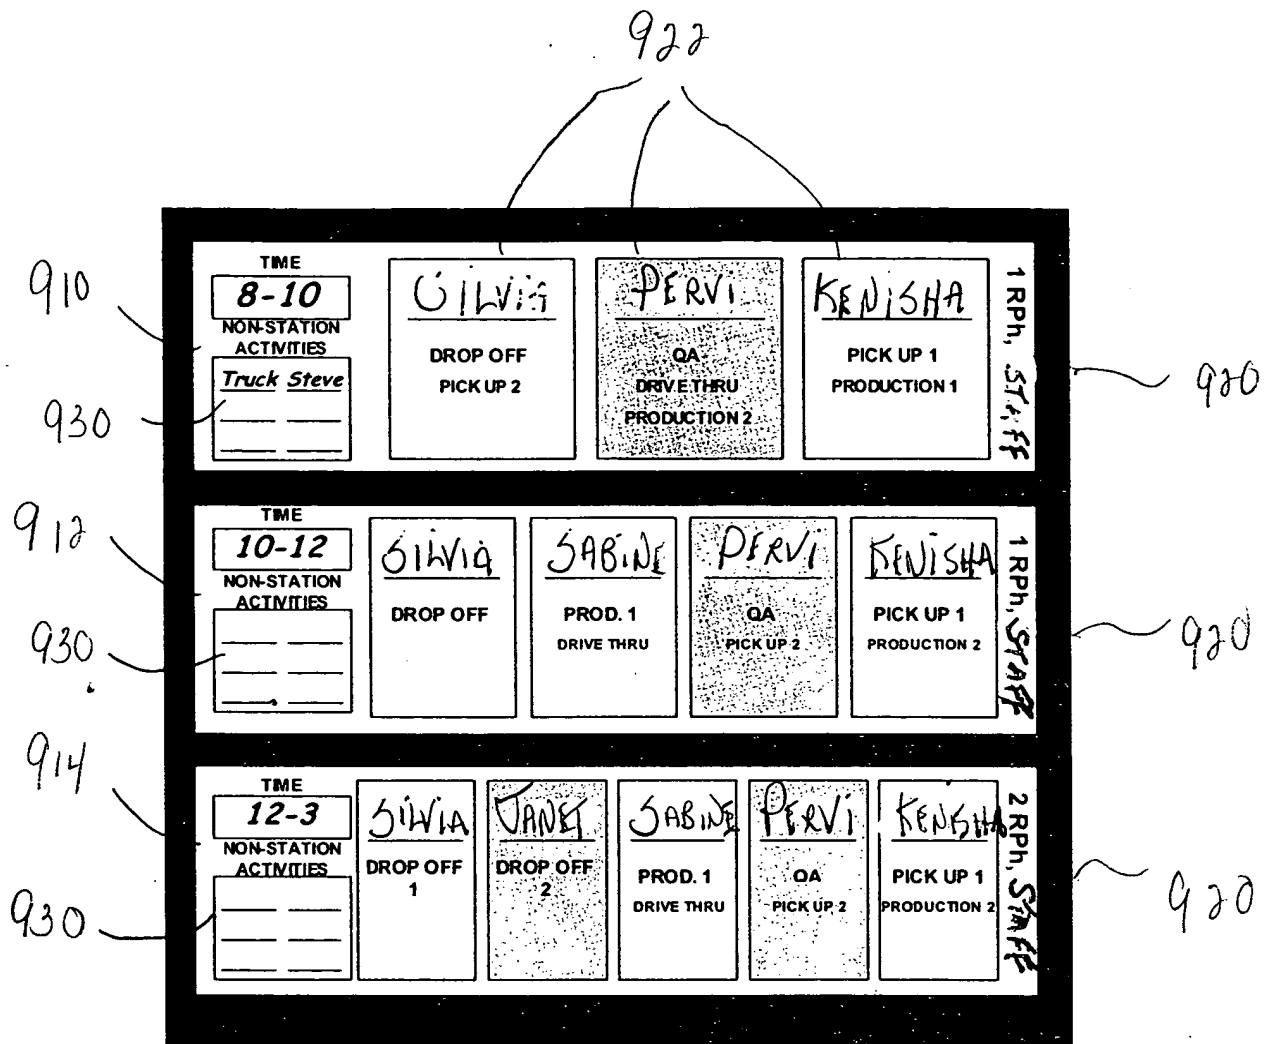 922
910
TIME
8-10
NON-STATION
ACTIVITIES
Truck Steve
930
SILVIA
DROP OFF
PICK UP 2
PERVI
QA
DRIVE THRU
PRODUCTION 2
KENISHA
PICK UP 1
PRODUCTION 1
1 RPh, STAFF
920
912
TIME
10-12
NON-STATION
ACTIVITIES
930
SILVIA
DROP OFF
SABINE
PROD. 1
DRIVE THRU
PERVI
QA
PICK UP 2
KENISHA
PICK UP 1
PRODUCTION 2
1 RPh, STAFF
920
914
TIME
12-3
NON-STATION
ACTIVITIES
930
SILVIA
DROP OFF
1
JANET
DROP OFF
2
SABINE
PROD. 1
DRIVE THRU
PERVI
QA
PICK UP 2
KENISHA
PICK UP 1
PRODUCTION 2
2 RPh, STAFF
920